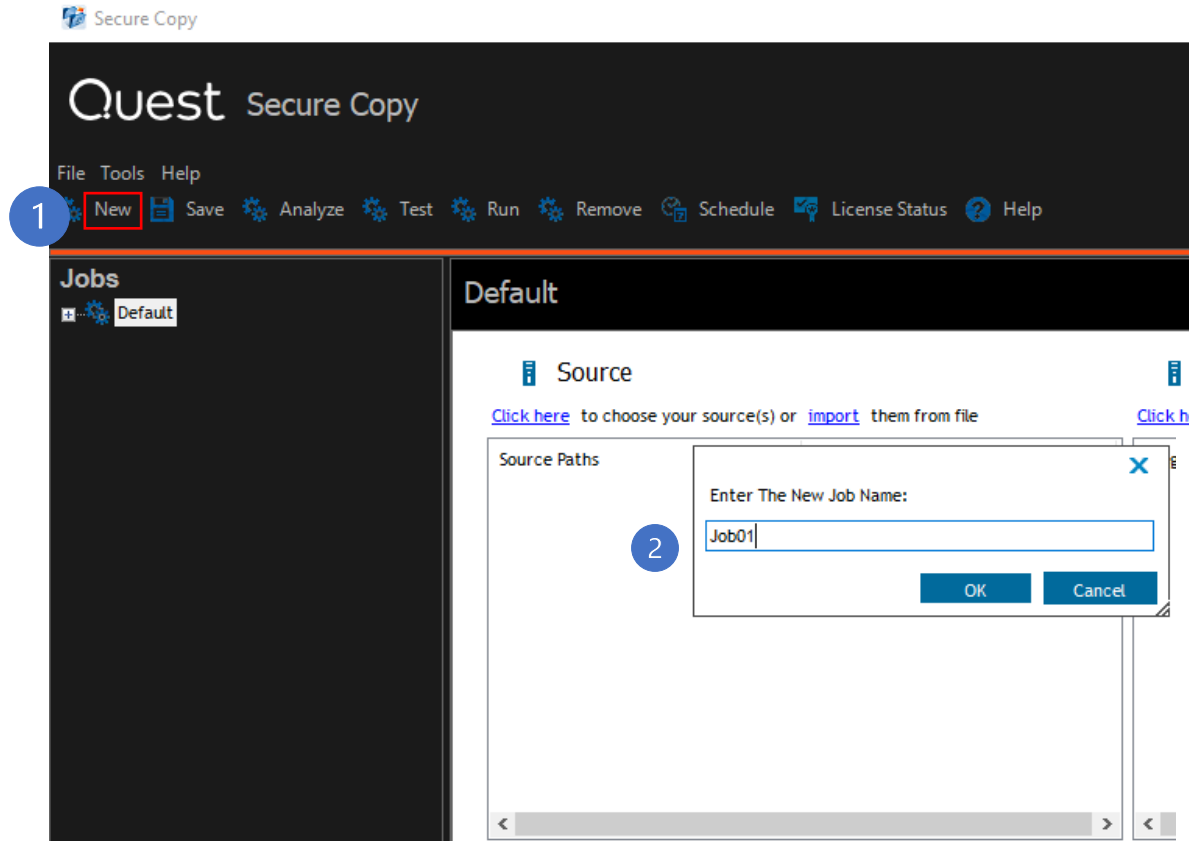 Secure Copy
Quest Secure Copy
File Tools Help
1 New Save Analyze Test Run Remove Schedule License Status Help
Jobs
Default
Default
Source
Click here to choose your source(s) or import them from file
Click h
Source Paths
Enter The New Job Name:
2
Job01
OK Cancel